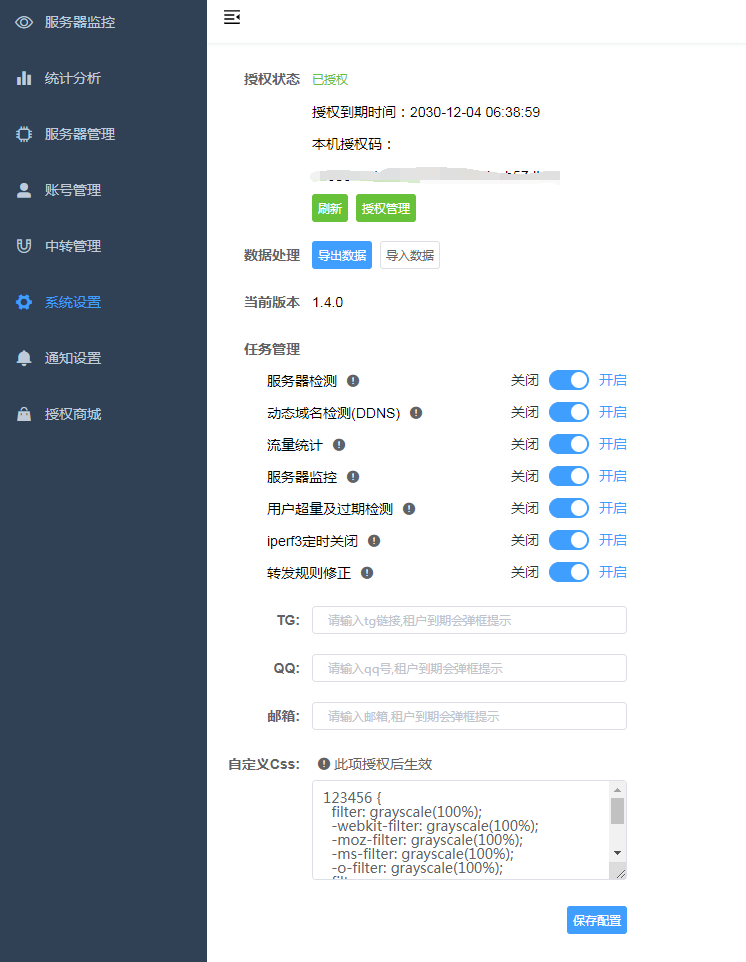 服务器监控
统计分析
服务器管理
账号管理
中转管理
系统设置
通知设置
授权商城
授权状态 已授权
授权到期时间：2030-12-04 06:38:59
本机授权码：
刷新 授权管理
数据处理 导出数据 导入数据
当前版本 1.4.0
任务管理
服务器检测 关闭 开启
动态域名检测(DDNS) 关闭 开启
流量统计 关闭 开启
服务器监控 关闭 开启
用户超量及过期检测 关闭 开启
iperf3定时关闭 关闭 开启
转发规则修正 关闭 开启
TG: 请输入tg链接,租户到期会弹框提示
QQ: 请输入qq号,租户到期会弹框提示
邮箱: 请输入邮箱,租户到期会弹框提示
自定义Css: 此项授权后生效
123456 {
filter: grayscale(100%);
-webkit-filter: grayscale(100%);
-moz-filter: grayscale(100%);
-ms-filter: grayscale(100%);
-o-filter: grayscale(100%);
保存配置